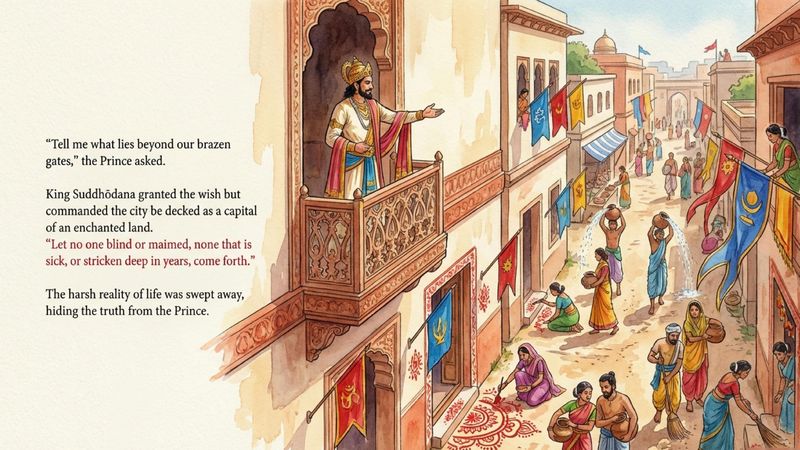 “Tell me what lies beyond our brazen
gates,” the Prince asked.
King Suddhōdana granted the wish but
commanded the city be decked as a capital
of an enchanted land.
“Let no one blind or maimed, none that is
sick, or stricken deep in years, come forth.”
The harsh reality of life was swept away,
hiding the truth from the Prince.
ॐ